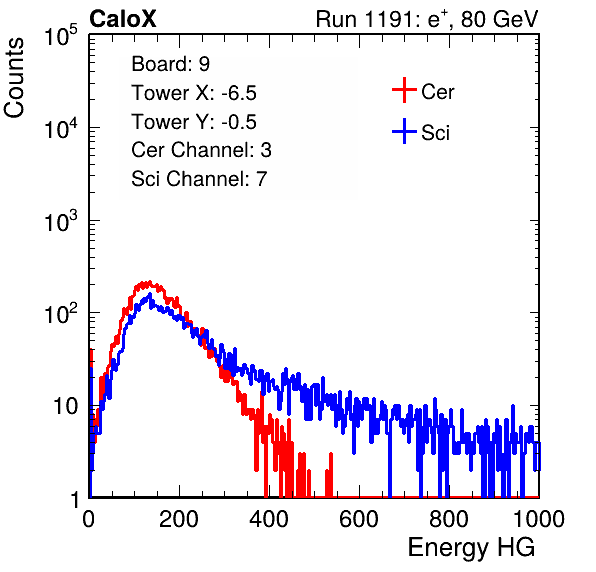 CaloX Run 1191: e⁺, 80 GeV
Counts
Board: 9
Tower X: -6.5
Tower Y: -0.5
Cer Channel: 3
Sci Channel: 7
Cer
Sci
10⁵
10⁴
10³
10²
10
1
0 200 400 600 800 1000
Energy HG